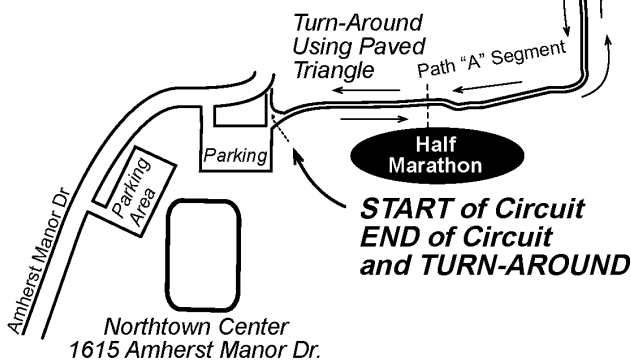 Turn-Around
Using Paved
Triangle
Path "A" Segment
Half
Marathon
Parking
START of Circuit
END of Circuit
and TURN-AROUND
Parking
Area
Amherst Manor Dr
Northtown Center
1615 Amherst Manor Dr.